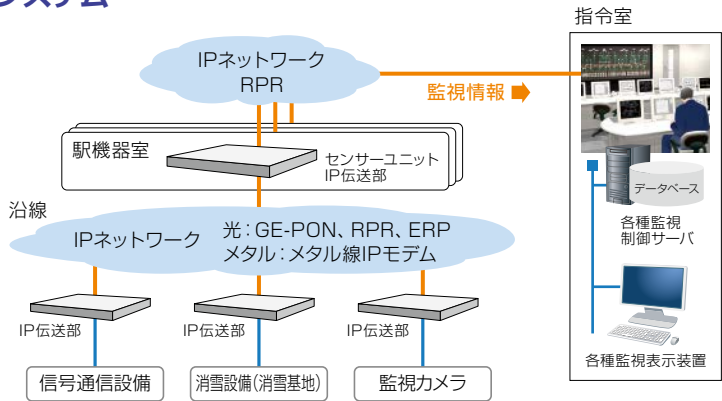 システム
指令室
IPネットワーク
RPR
監視情報
駅機器室
センサーユニット
IP伝送部
データベース
各種監視
制御サーバ
沿線
IPネットワーク
光：GE-PON、RPR、ERP
メタル：メタル線IPモデム
IP伝送部
IP伝送部
IP伝送部
各種監視表示装置
信号通信設備
消雪設備（消雪基地）
監視カメラ